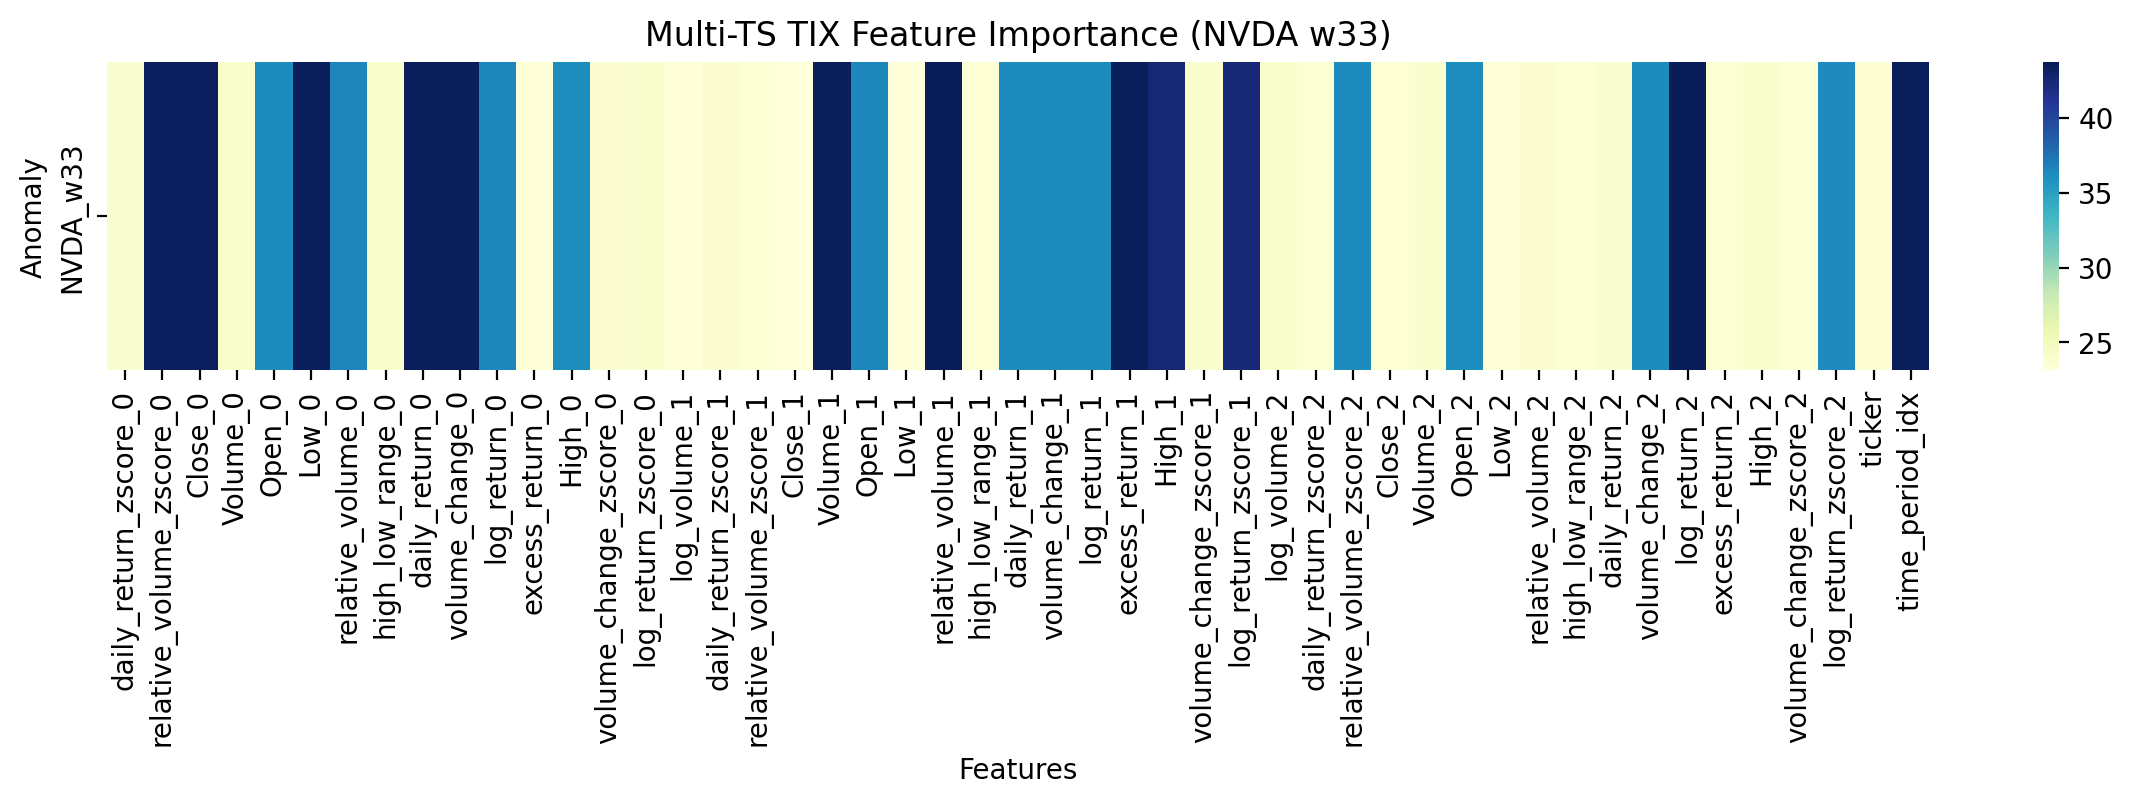 Multi-TS TIX Feature Importance (NVDA w33)
Anomaly
NVDA_w33
40
35
30
25
daily_return_zscore_0
relative_volume_zscore_0
Close_0
Volume_0
Open_0
Low_0
relative_volume_0
high_low_range_0
daily_return_0
volume_change_0
log_return_0
excess_return_0
High_0
volume_change_zscore_0
log_return_zscore_0
log_volume_1
daily_return_zscore_1
relative_volume_zscore_1
Close_1
Volume_1
Open_1
Low_1
relative_volume_1
high_low_range_1
daily_return_1
volume_change_1
log_return_1
excess_return_1
High_1
volume_change_zscore_1
log_return_zscore_1
log_volume_2
daily_return_zscore_2
relative_volume_zscore_2
Close_2
Volume_2
Open_2
Low_2
relative_volume_2
high_low_range_2
daily_return_2
volume_change_2
log_return_2
excess_return_2
High_2
volume_change_zscore_2
log_return_zscore_2
ticker
time_period_idx
Features